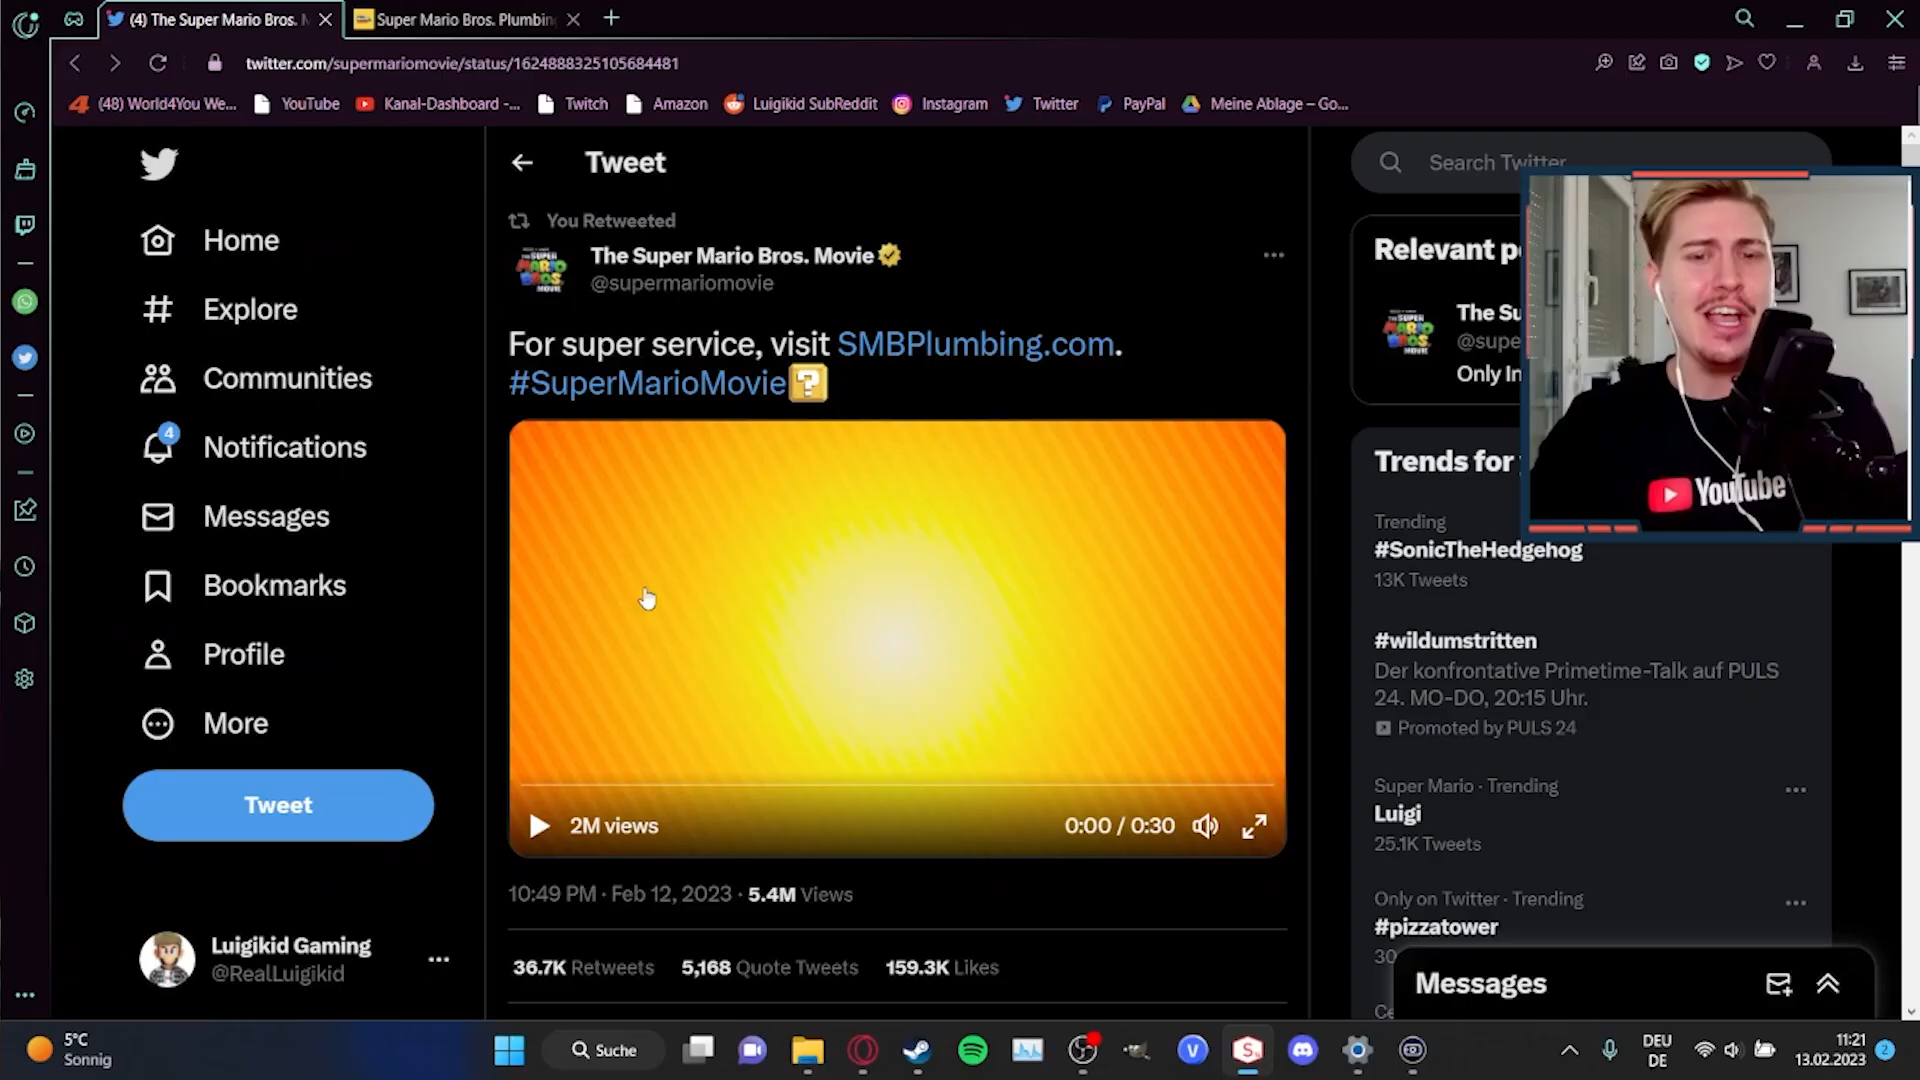 (4) The Super Mario Bros. M
Super Mario Bros. Plumbin
twitter.com/supermariomovie/status/1624888325105684481
(48) World4You We...
YouTube
Kanal-Dashboard -...
Twitch
Amazon
Luigikid SubReddit
Instagram
Twitter
PayPal
Meine Ablage – Go...
Home
Explore
Communities
4
Notifications
Messages
Bookmarks
Profile
More
Tweet
Luigikid Gaming
@RealLuigikid
Tweet
You Retweeted
The Super Mario Bros. Movie
@supermariomovie
For super service, visit SMBPlumbing.com.
#SuperMarioMovie
?
2M views
0:00 / 0:30
10:49 PM · Feb 12, 2023 · 5.4M Views
36.7K Retweets 5,168 Quote Tweets 159.3K Likes
Search Twitter
Relevant p
The Su
@supe
Only In
YouTube
Trends for
Trending
#SonicTheHedgehog
13K Tweets
#wildumstritten
Der konfrontative Primetime-Talk auf PULS
24. MO-DO, 20:15 Uhr.
Promoted by PULS 24
Super Mario · Trending
Luigi
25.1K Tweets
Only on Twitter · Trending
#pizzatower
30
Messages
5°C
Sonnig
Suche
DEU
DE
11:21
13.02.2023
2